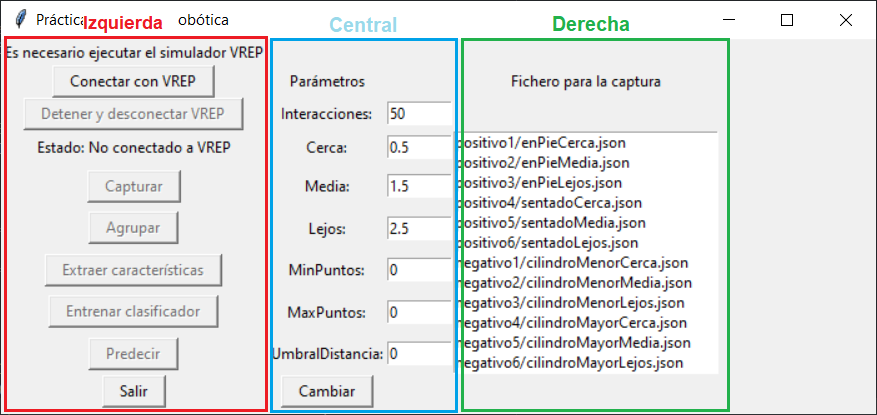 Práctica
obótica
Izquierda
Central
Derecha
Es necesario ejecutar el simulador VREP
Conectar con VREP
Detener y desconectar VREP
Estado: No conectado a VREP
Capturar
Agrupar
Extraer características
Entrenar clasificador
Predecir
Salir
Parámetros
Interacciones: 50
Cerca: 0.5
Media: 1.5
Lejos: 2.5
MinPuntos: 0
MaxPuntos: 0
UmbralDistancia: 0
Cambiar
Fichero para la captura
positivo1/enPieCerca.json
positivo2/enPieMedia.json
positivo3/enPieLejos.json
positivo4/sentadoCerca.json
positivo5/sentadoMedia.json
positivo6/sentadoLejos.json
negativo1/cilindroMenorCerca.json
negativo2/cilindroMenorMedia.json
negativo3/cilindroMenorLejos.json
negativo4/cilindroMayorCerca.json
negativo5/cilindroMayorMedia.json
negativo6/cilindroMayorLejos.json